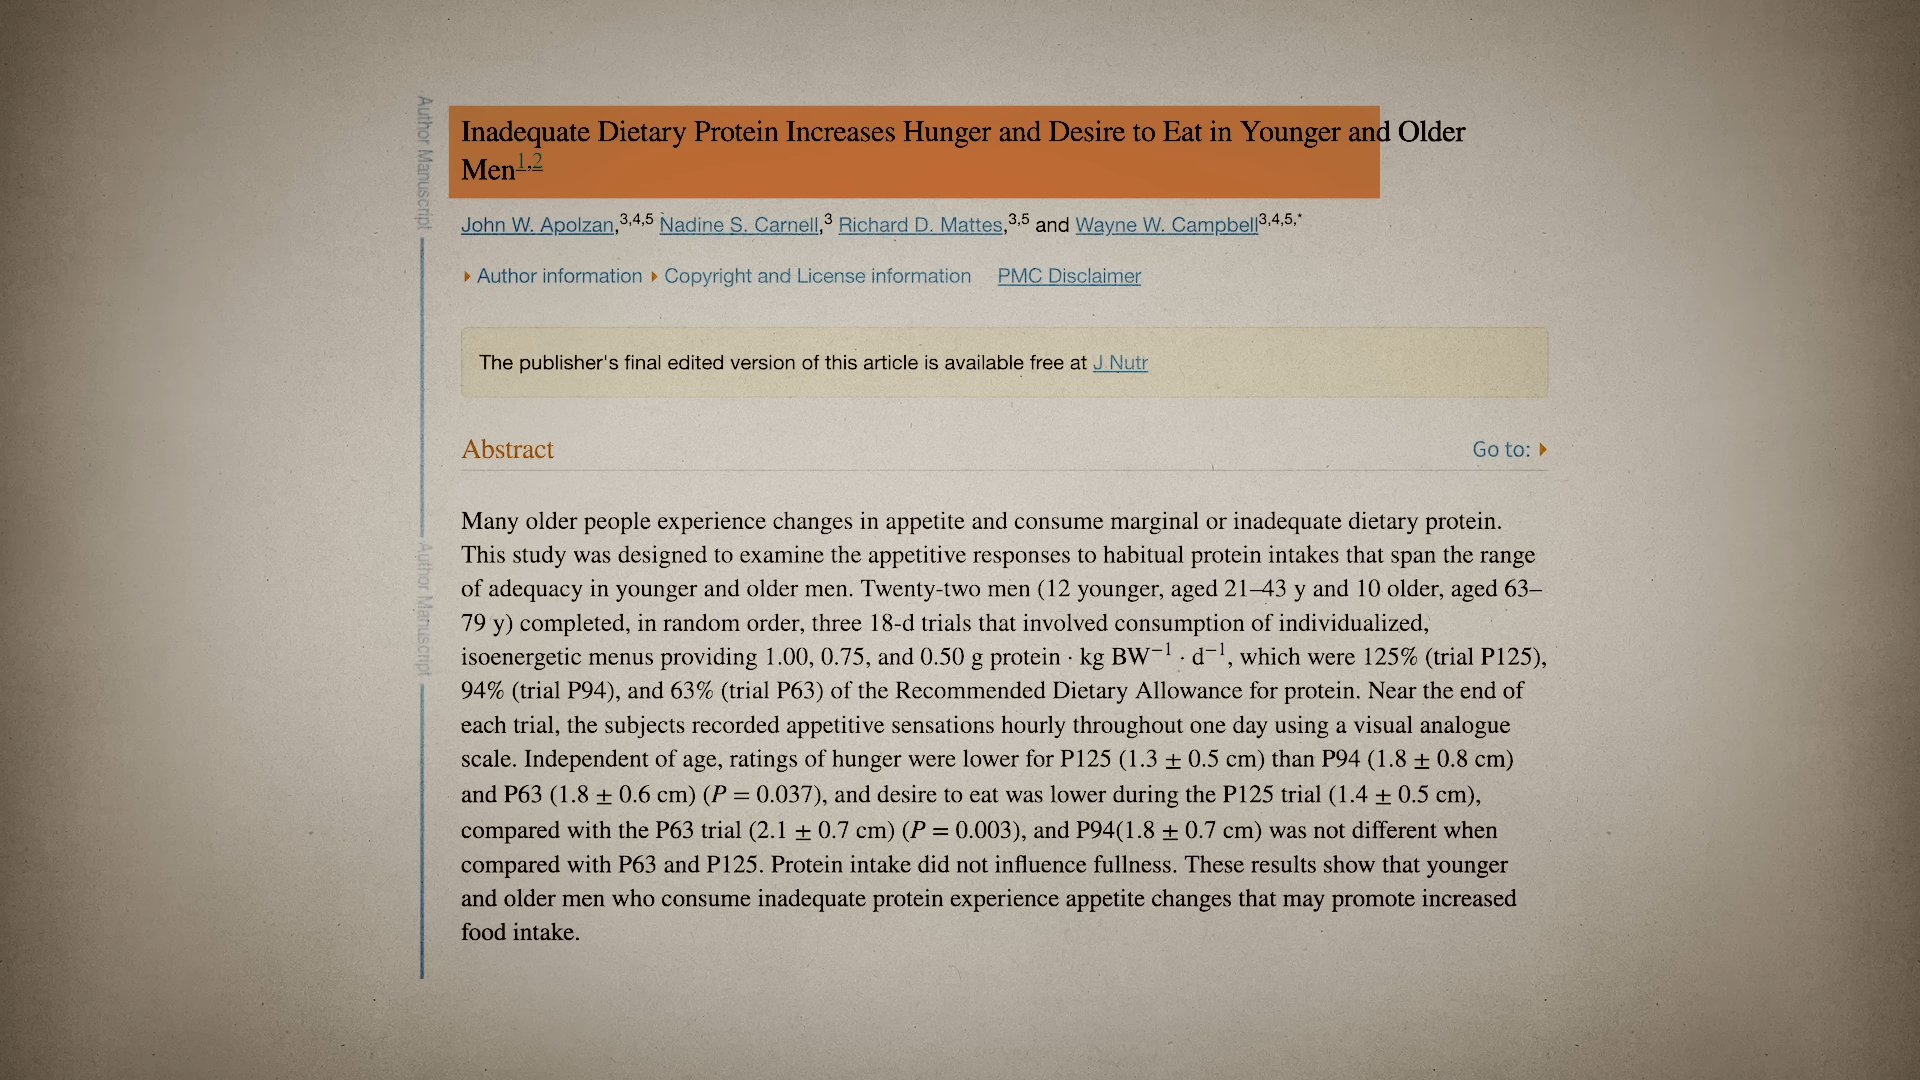 Inadequate Dietary Protein Increases Hunger and Desire to Eat in Younger and Older
Men1,2
John W. Apolzan,3,4,5 Nadine S. Carnell,3 Richard D. Mattes,3,5 and Wayne W. Campbell3,4,5,*
Author information Copyright and License information PMC Disclaimer
The publisher's final edited version of this article is available free at J Nutr
Abstract
Go to:
Many older people experience changes in appetite and consume marginal or inadequate dietary protein.
This study was designed to examine the appetitive responses to habitual protein intakes that span the range
of adequacy in younger and older men. Twenty-two men (12 younger, aged 21–43 y and 10 older, aged 63–
79 y) completed, in random order, three 18-d trials that involved consumption of individualized,
isoenergetic menus providing 1.00, 0.75, and 0.50 g protein · kg BW−1 · d−1, which were 125% (trial P125),
94% (trial P94), and 63% (trial P63) of the Recommended Dietary Allowance for protein. Near the end of
each trial, the subjects recorded appetitive sensations hourly throughout one day using a visual analogue
scale. Independent of age, ratings of hunger were lower for P125 (1.3 ± 0.5 cm) than P94 (1.8 ± 0.8 cm)
and P63 (1.8 ± 0.6 cm) (P = 0.037), and desire to eat was lower during the P125 trial (1.4 ± 0.5 cm),
compared with the P63 trial (2.1 ± 0.7 cm) (P = 0.003), and P94(1.8 ± 0.7 cm) was not different when
compared with P63 and P125. Protein intake did not influence fullness. These results show that younger
and older men who consume inadequate protein experience appetite changes that may promote increased
food intake.
Author Manuscript
Author Manuscript